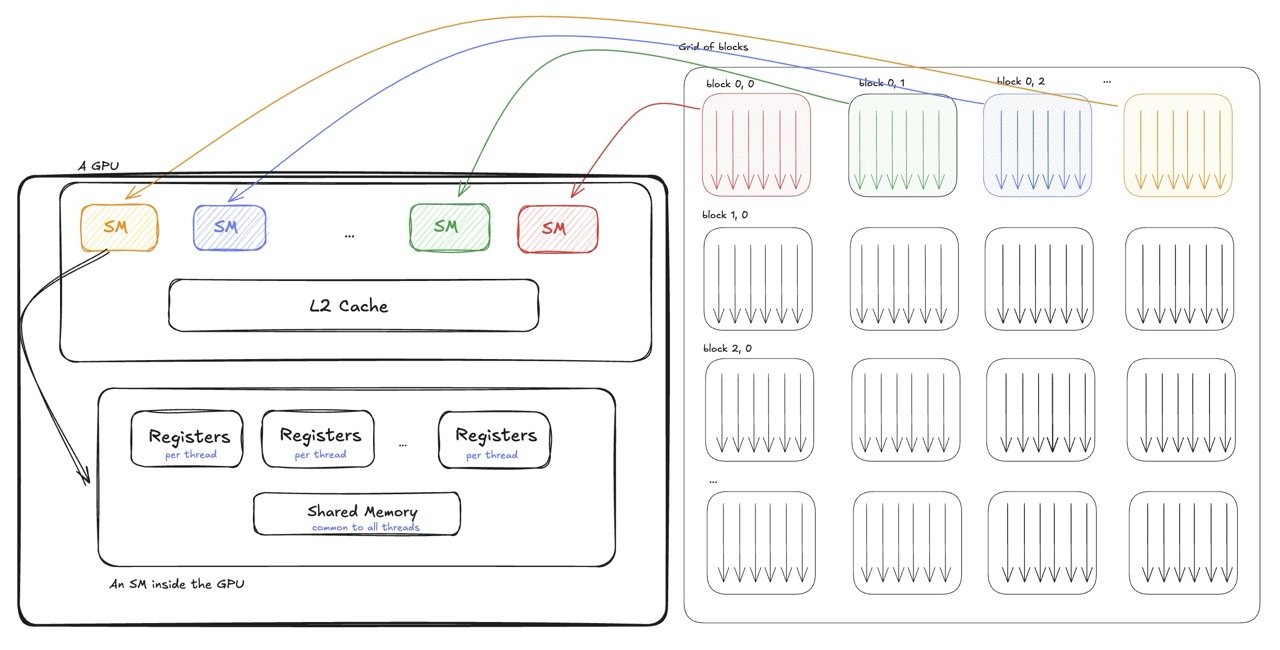 Grid of blocks
block 0, 0
block 0, 1
block 0, 2
...
A GPU
SM
SM
...
SM
SM
L2 Cache
block 1, 0
block 2, 0
...
Registers
per thread
Registers
per thread
...
Registers
per thread
Shared Memory
common to all threads
An SM inside the GPU